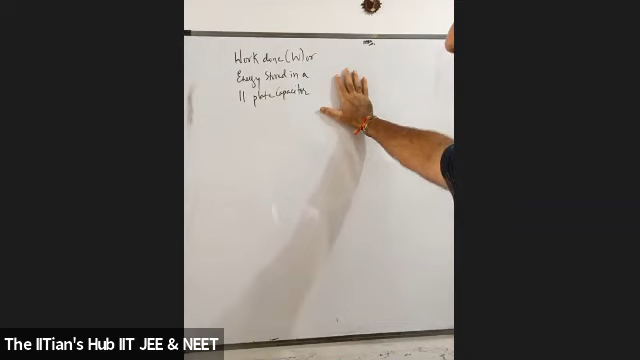 Work done (W) or
Energy Stored in a
|| plate Capacitor
The IITian's Hub IIT JEE & NEET